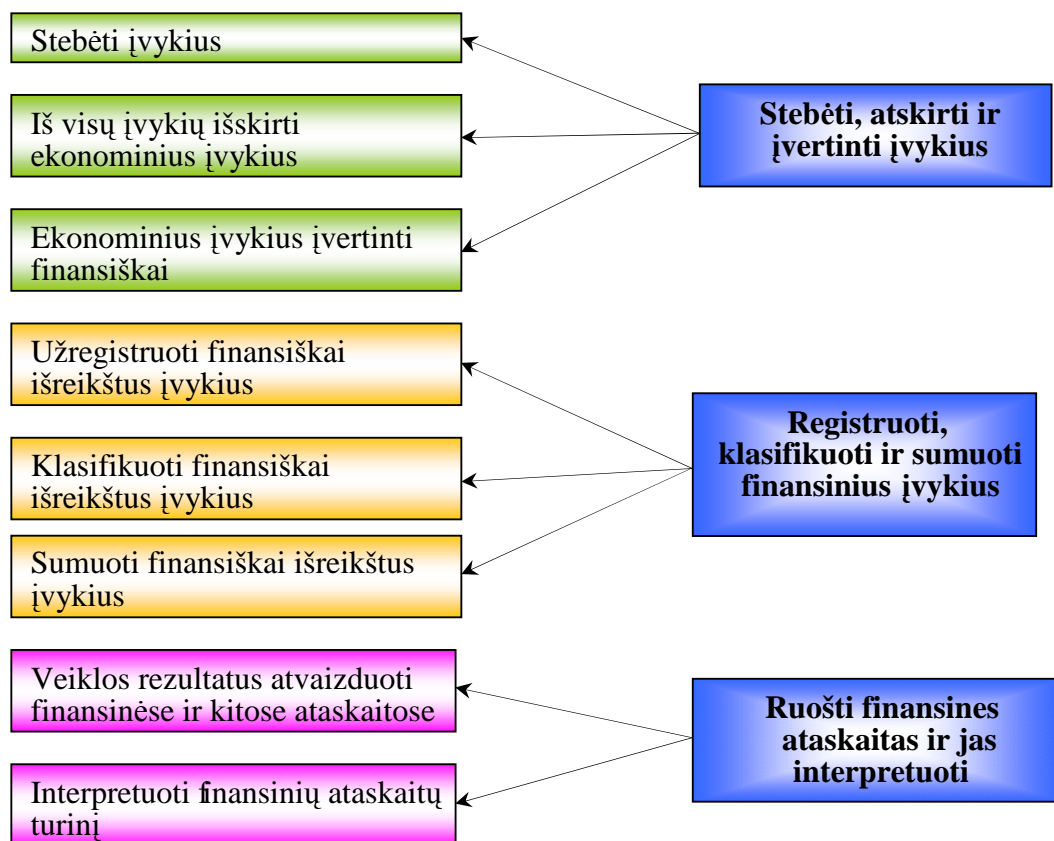 Stebėti įvykius
Iš visų įvykių išskirti
ekonominius įvykius
Ekonominius įvykius įvertinti
finansiškai
Stebėti, atskirti ir
įvertinti įvykius
Užregistruoti finansiškai
išreikštus įvykius
Klasifikuoti finansiškai
išreikštus įvykius
Sumuoti finansiškai išreikštus
įvykius
Registruoti,
klasifikuoti ir sumuoti
finansinius įvykius
Veiklos rezultatus atvaizduoti
finansinėse ir kitose ataskaitose
Interpretuoti finansinių ataskaitų
turinį
Ruošti finansines
ataskaitas ir jas
interpretuoti